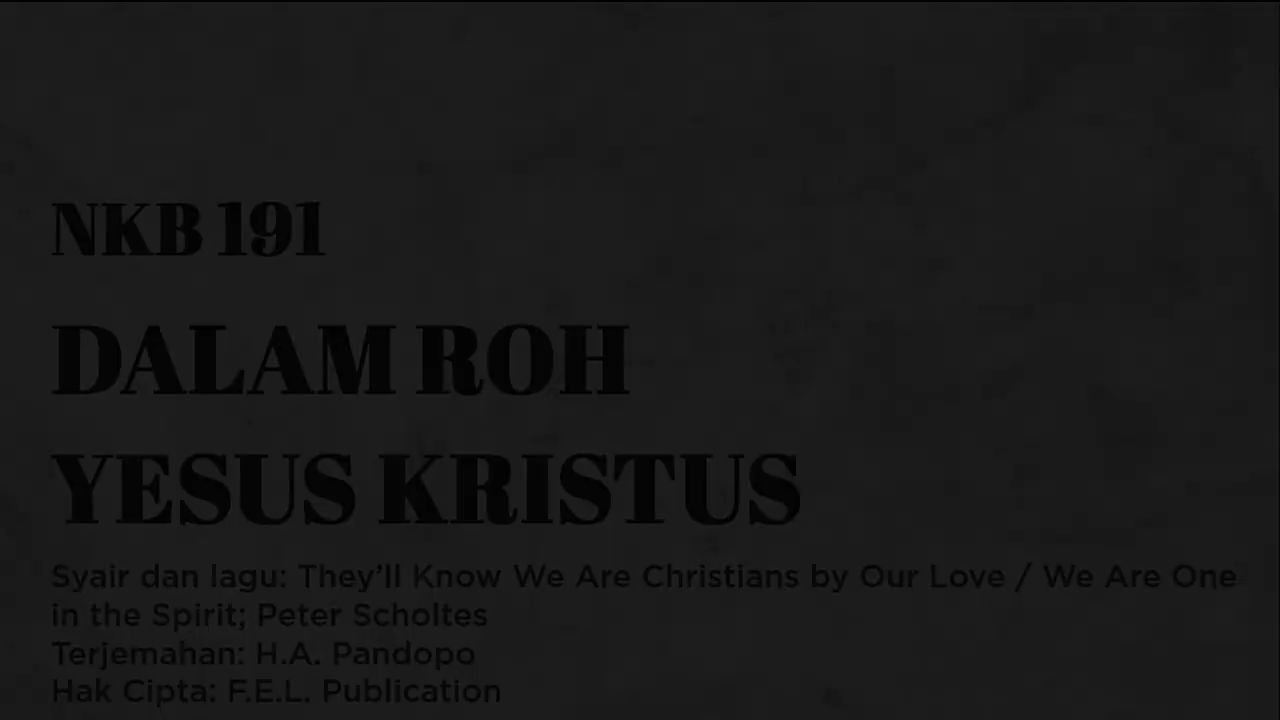 NKB 191
DALAM ROH
YESUS KRISTUS
Syair dan lagu: They’ll Know We Are Christians by Our Love / We Are One
in the Spirit; Peter Scholtes
Terjemahan: H.A. Pandopo
Hak Cipta: F.E.L. Publication